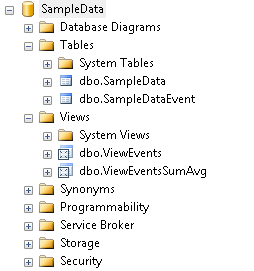 SampleData
Database Diagrams
Tables
System Tables
dbo.SampleData
dbo.SampleDataEvent
Views
System Views
dbo.ViewEvents
dbo.ViewEventsSumAvg
Synonyms
Programmability
Service Broker
Storage
Security